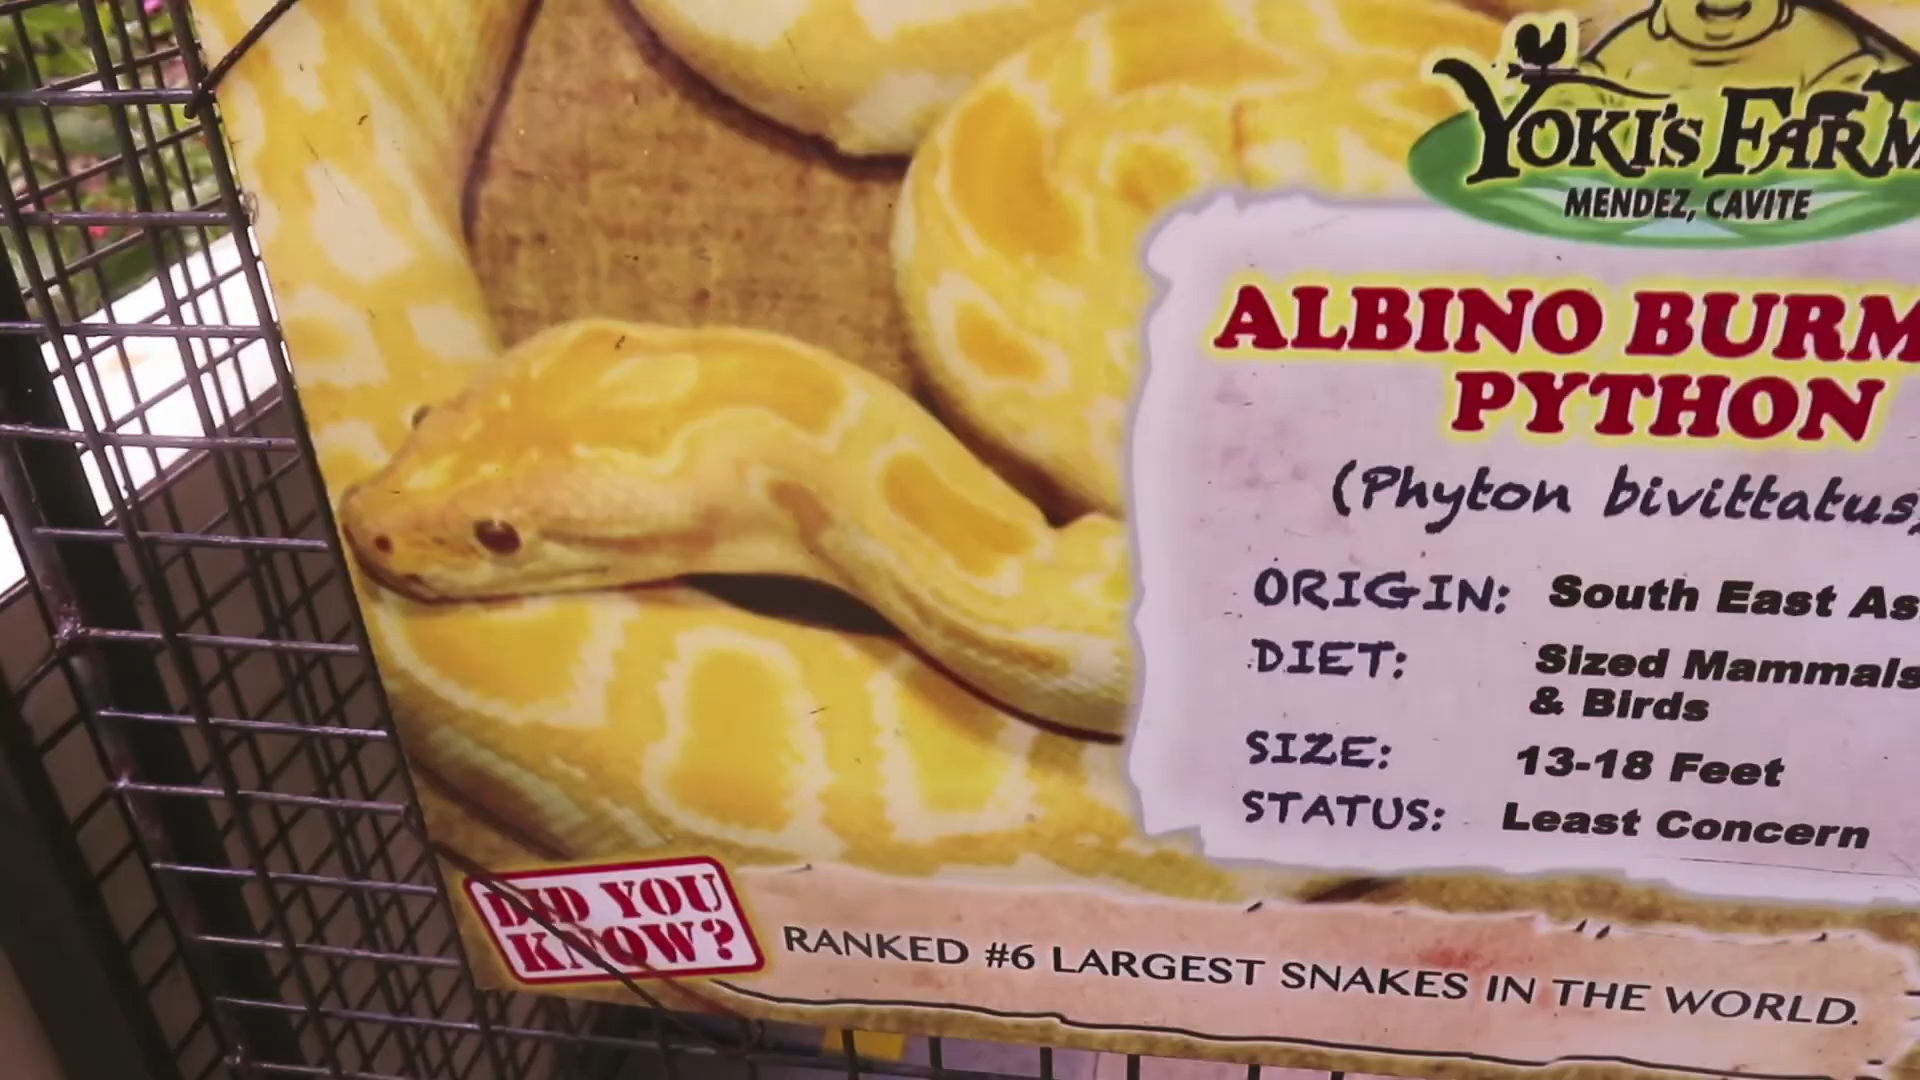 YOKI'S FARM
MENDEZ, CAVITE
ALBINO BURM
PYTHON
(Phyton bivittatus)
ORIGIN: South East As
DIET: Sized Mammals
& Birds
SIZE: 13-18 Feet
STATUS: Least Concern
DID YOU
KNOW?
RANKED #6 LARGEST SNAKES IN THE WORLD.